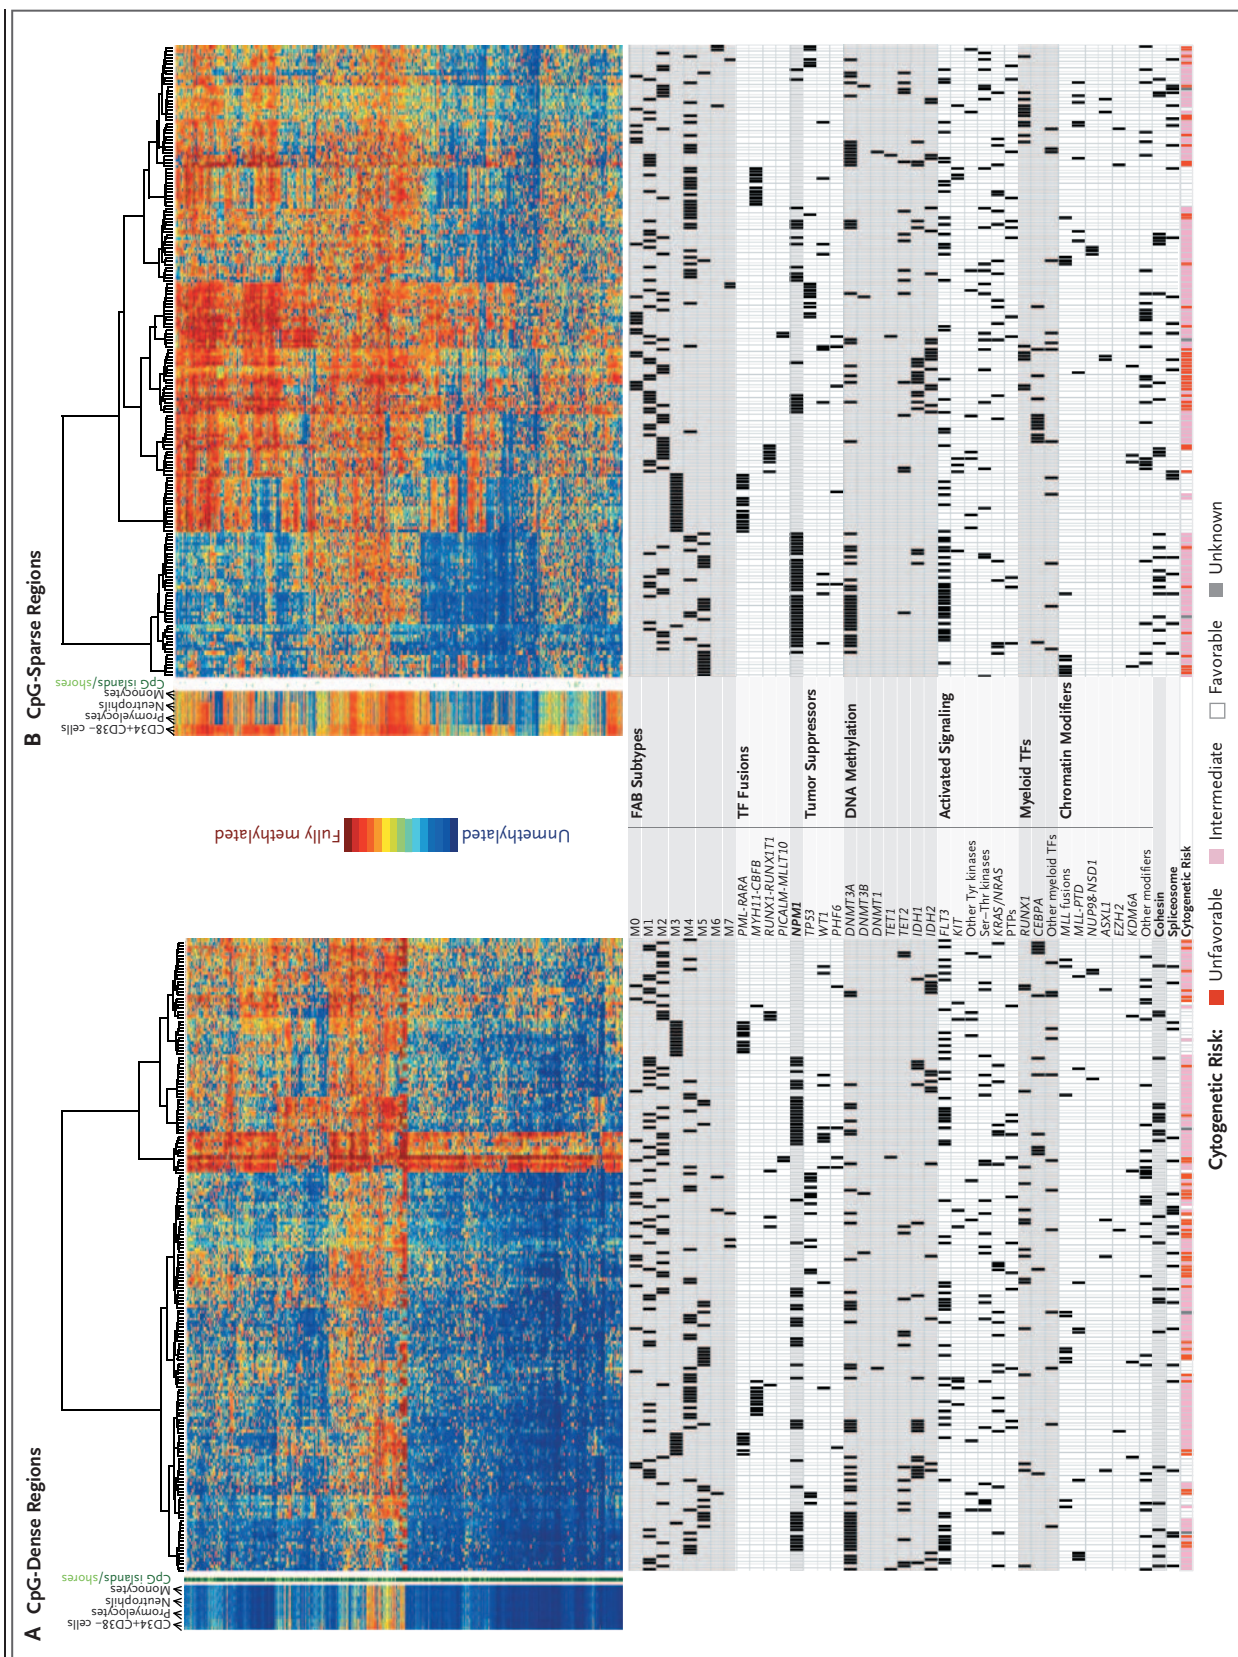 A CpG-Dense Regions
CD34+CD38− cells
Promyelocytes
Neutrophils
Monocytes
CpG islands/shores
Fully methylated
Unmethylated
B CpG-Sparse Regions
CD34+CD38− cells
Promyelocytes
Neutrophils
Monocytes
CpG islands/shores
M0
FAB Subtypes
M1
M2
M3
M4
M5
M6
M7
PML-RARA
TF Fusions
MYH11-CBFB
RUNX1-RUNX1T1
PICALM-MLLT10
NPM1
TP53
Tumor Suppressors
WT1
PHF6
DNMT3A
DNA Methylation
DNMT3B
DNMT1
TET1
TET2
IDH1
IDH2
FLT3
Activated Signaling
KIT
Other Tyr kinases
Ser–Thr kinases
KRAS/NRAS
PTPs
RUNX1
Myeloid TFs
CEBPA
Other myeloid TFs
MLL fusions
Chromatin Modifiers
MLL-PTD
NUP98-NSD1
ASXL1
EZH2
KDM6A
Other modifiers
Cohesin
Spliceosome
Cytogenetic Risk
Cytogenetic Risk: Unfavorable Intermediate Favorable Unknown